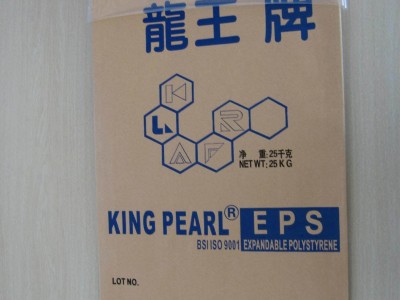 龍王牌
K
L R
A F
净 重:25千克
NET WT:25KG
KING PEARL® EPS
BSI ISO 9001 EXPANDABLE POLYSTYRENE
LOT NO.